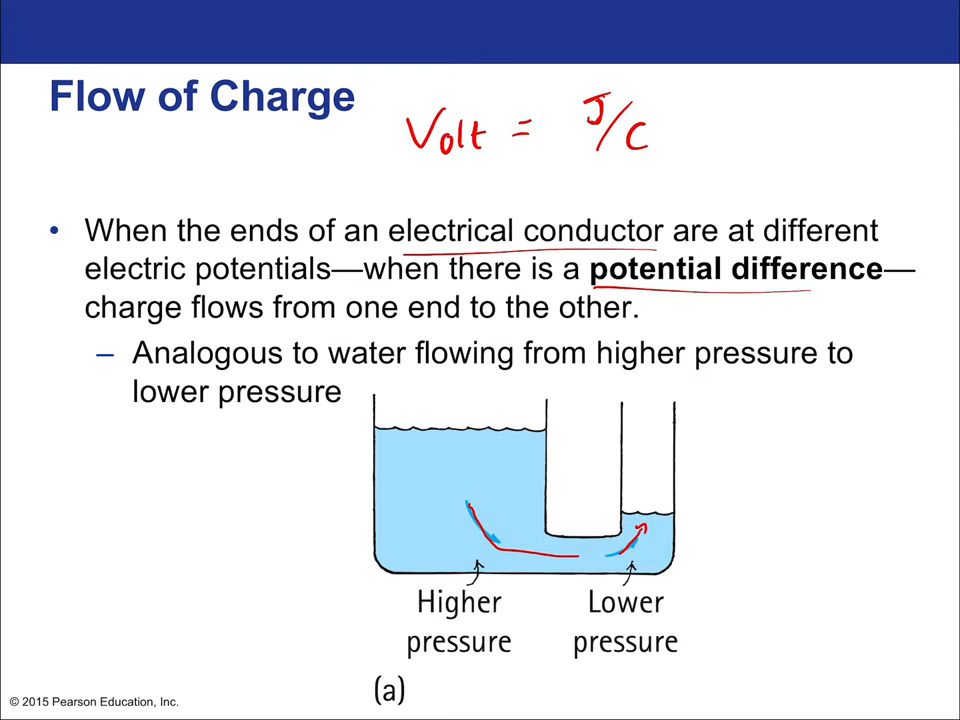 Flow of Charge
Volt = J/C
• When the ends of an electrical conductor are at different
electric potentials—when there is a potential difference—
charge flows from one end to the other.
– Analogous to water flowing from higher pressure to
lower pressure
Higher
pressure
Lower
pressure
(a)
© 2015 Pearson Education, Inc.